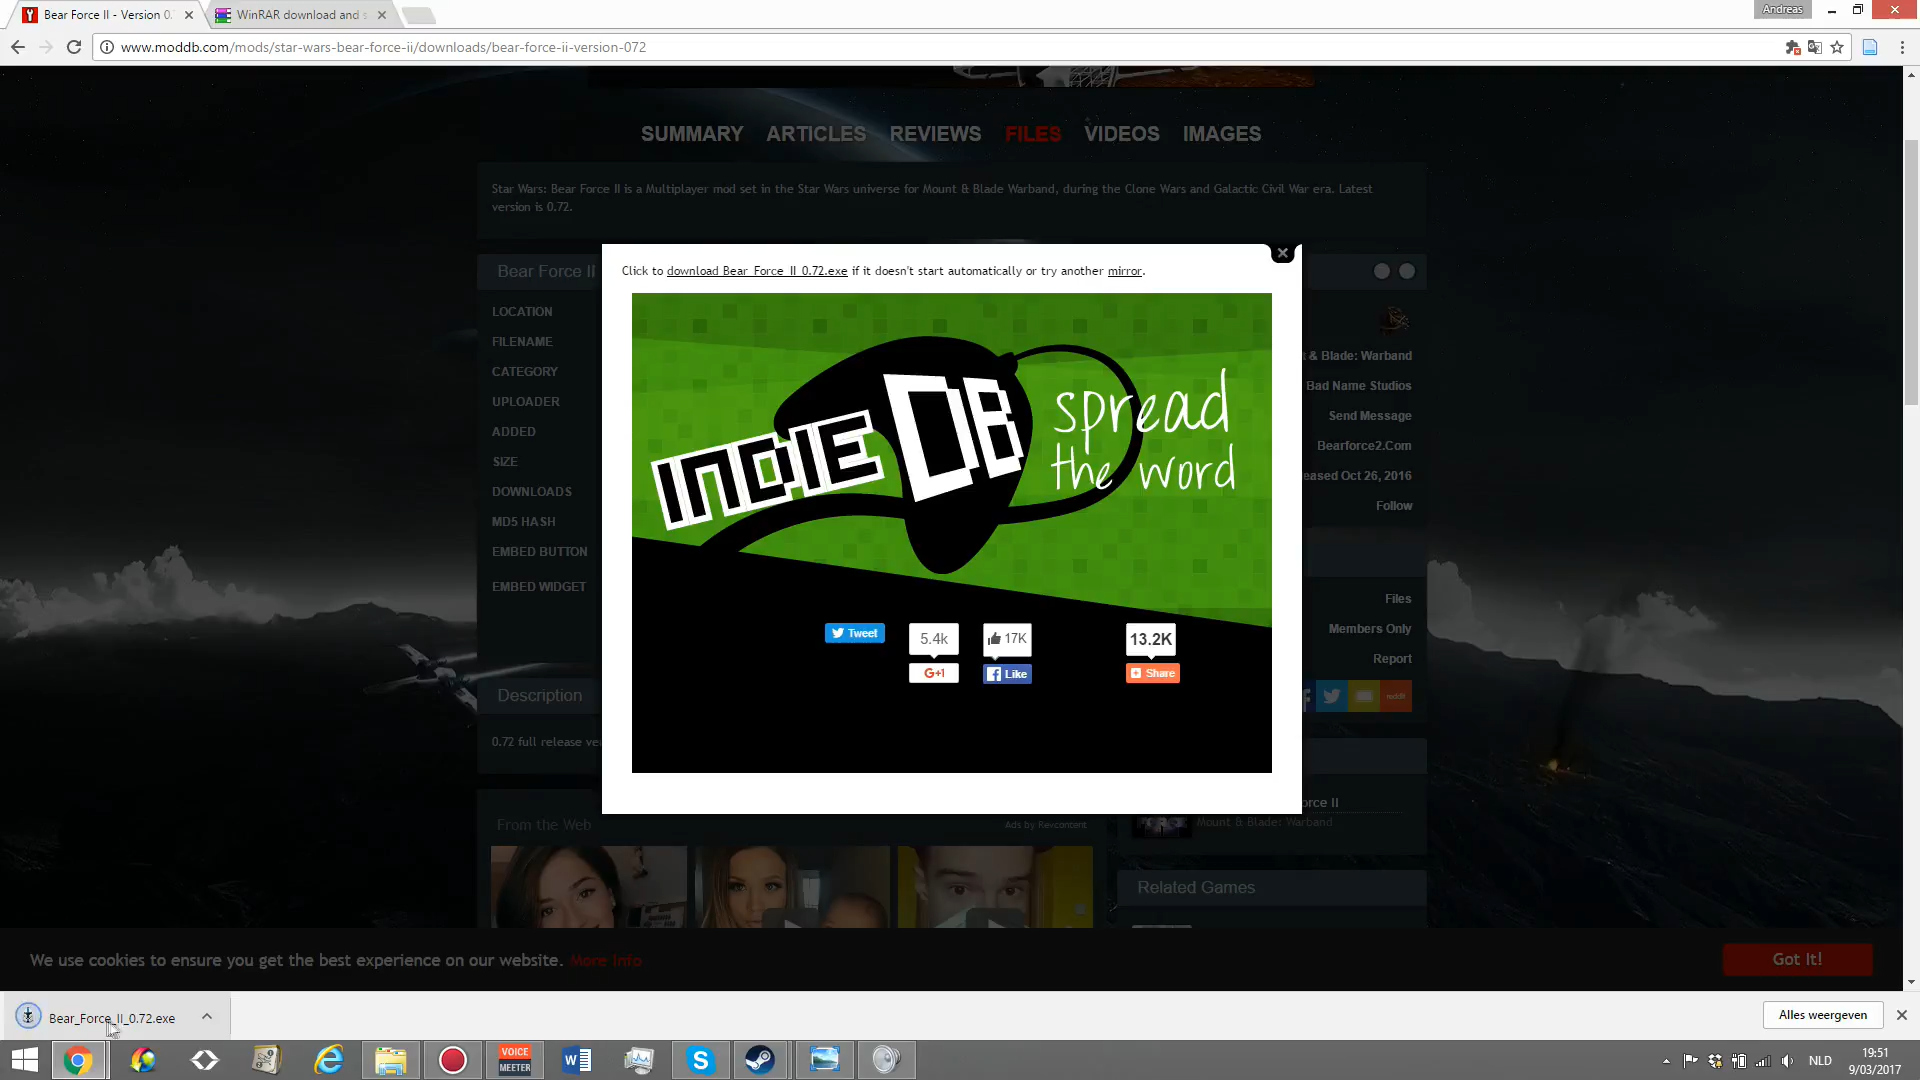 Bear Force II - Version 0.
WinRAR download and s
Andreas
www.moddb.com/mods/star-wars-bear-force-ii/downloads/bear-force-ii-version-072
SUMMARY ARTICLES REVIEWS FILES VIDEOS IMAGES
Star Wars: Bear Force II is a Multiplayer mod set in the Star Wars universe for Mount & Blade Warband, during the Clone Wars and Galactic Civil War era. Latest
version is 0.72.
Bear Force II
Click to download Bear_Force_II_0.72.exe if it doesn't start automatically or try another mirror.
LOCATION
FILENAME
CATEGORY
UPLOADER
ADDED
SIZE
DOWNLOADS
MD5 HASH
EMBED BUTTON
EMBED WIDGET
INDIE DB
spread
the word
Tweet
5.4k
G+1
17K
Like
13.2K
Share
t & Blade: Warband
Bad Name Studios
Send Message
Bearforce2.Com
eased Oct 26, 2016
Follow
Files
Members Only
Report
reddit
Description
0.72 full release ve
orce II
Mount & Blade: Warband
From the Web
Ads by Revcontent
Related Games
We use cookies to ensure you get the best experience on our website. More Info
Got It!
Bear_Force_II_0.72.exe
Alles weergeven
VOICE
MEETER
NLD
19:51
9/03/2017